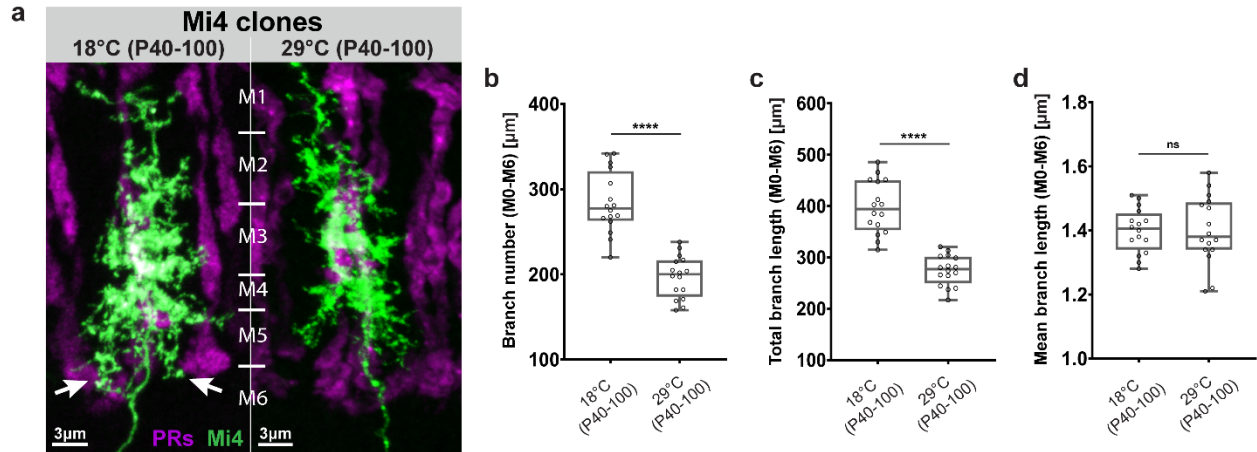 a
Mi4 clones
18°C (P40-100)
29°C (P40-100)
M1
M2
M3
M4
M5
M6
3µm
PRs Mi4
3µm
b
Branch number (M0-M6) [µm]
400
300
200
100
****
18°C
(P40-100)
29°C
(P40-100)
c
Total branch length (M0-M6) [µm]
600
500
400
300
200
100
****
18°C
(P40-100)
29°C
(P40-100)
d
Mean branch length (M0-M6) [µm]
1.8
1.6
1.4
1.2
1.0
ns
18°C
(P40-100)
29°C
(P40-100)